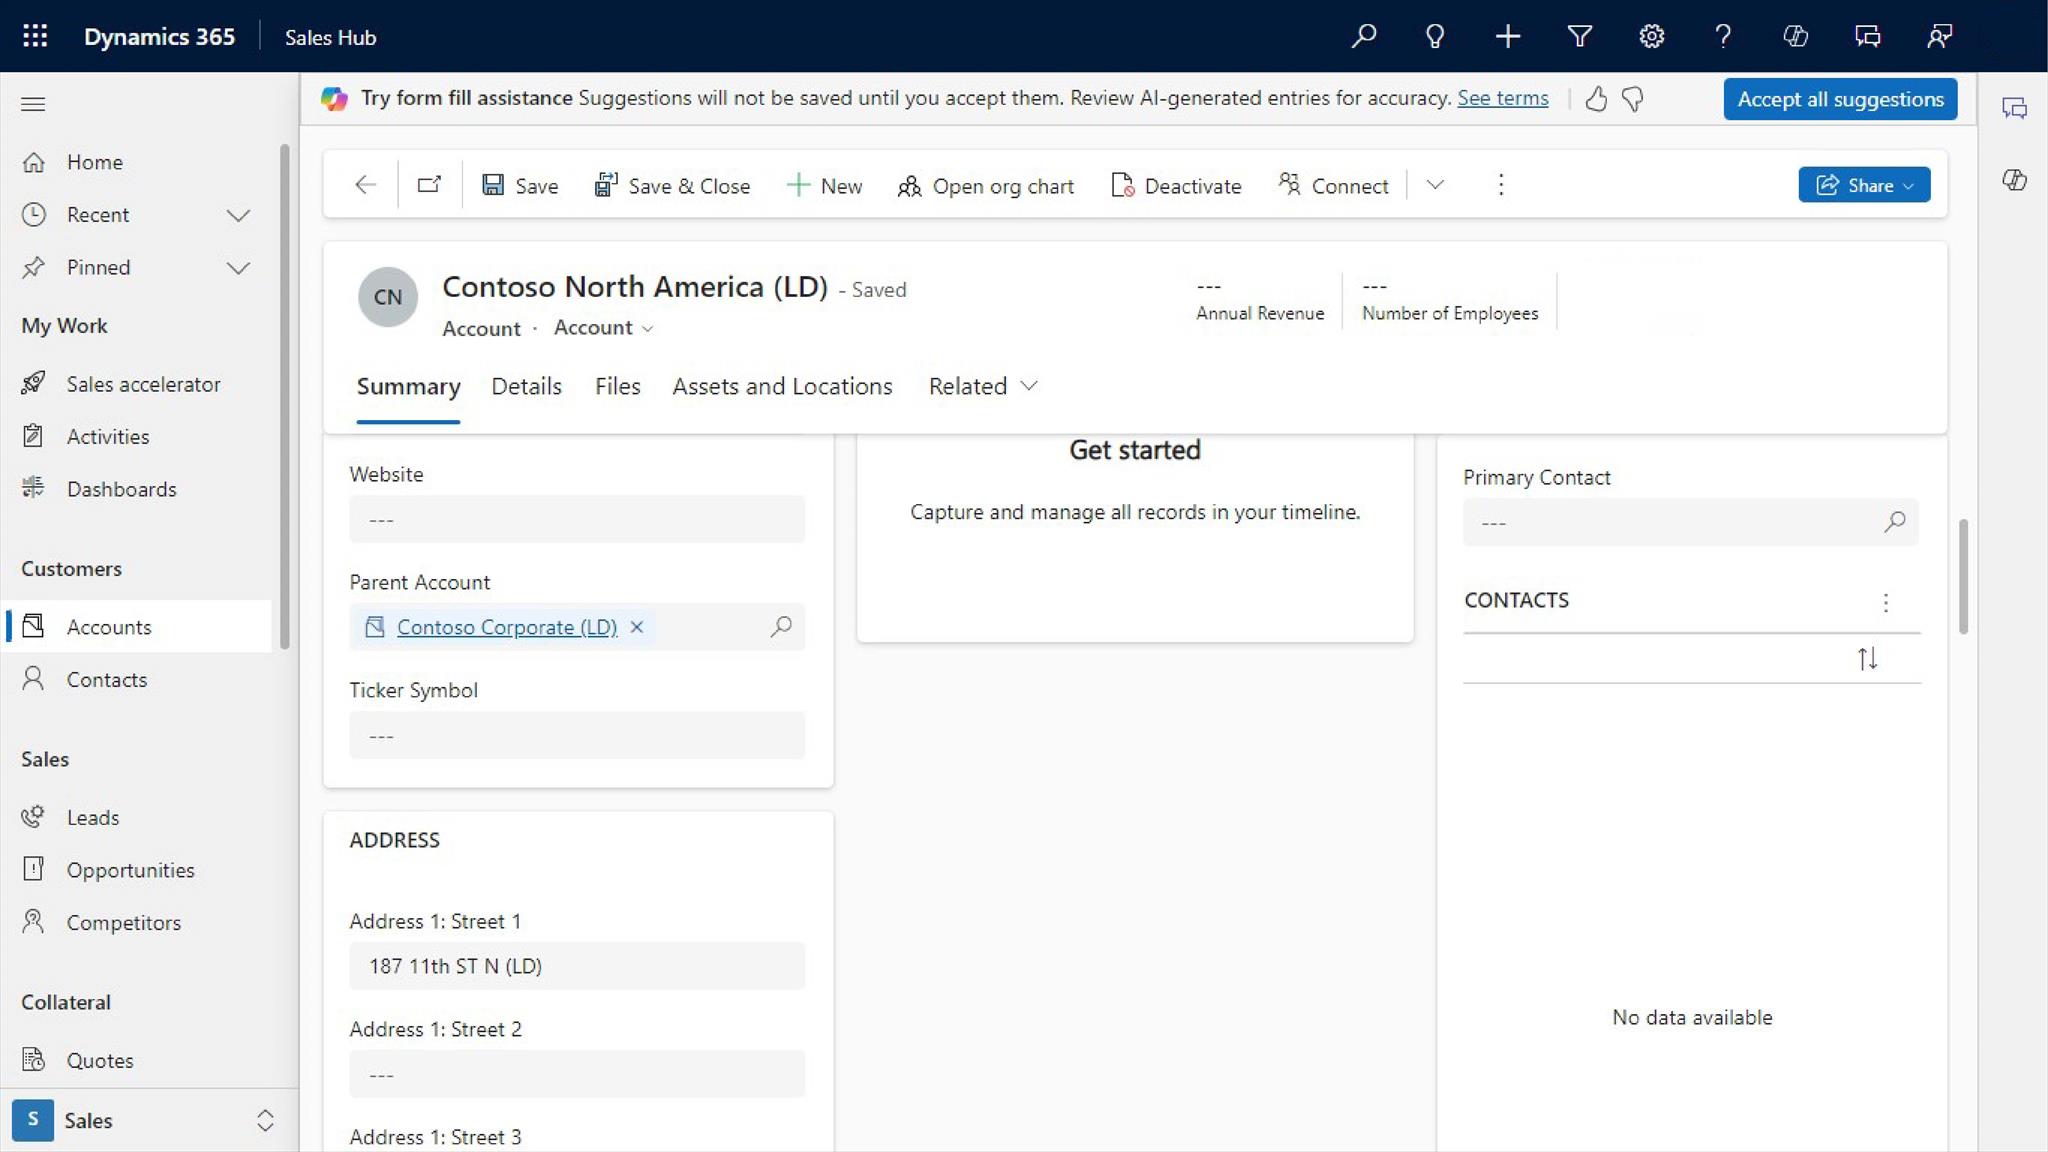 Dynamics 365
Sales Hub
Try form fill assistance Suggestions will not be saved until you accept them. Review AI-generated entries for accuracy. See terms
Accept all suggestions
Home
Recent
Pinned
My Work
Sales accelerator
Activities
Dashboards
Customers
Accounts
Contacts
Sales
Leads
Opportunities
Competitors
Collateral
Quotes
S
Sales
Save
Save & Close
New
Open org chart
Deactivate
Connect
Share
CN
Contoso North America (LD) - Saved
Account · Account
---
Annual Revenue
---
Number of Employees
Summary
Details
Files
Assets and Locations
Related
Website
---
Parent Account
Contoso Corporate (LD)
Ticker Symbol
---
ADDRESS
Address 1: Street 1
187 11th ST N (LD)
Address 1: Street 2
---
Address 1: Street 3
Get started
Capture and manage all records in your timeline.
Primary Contact
---
CONTACTS
No data available